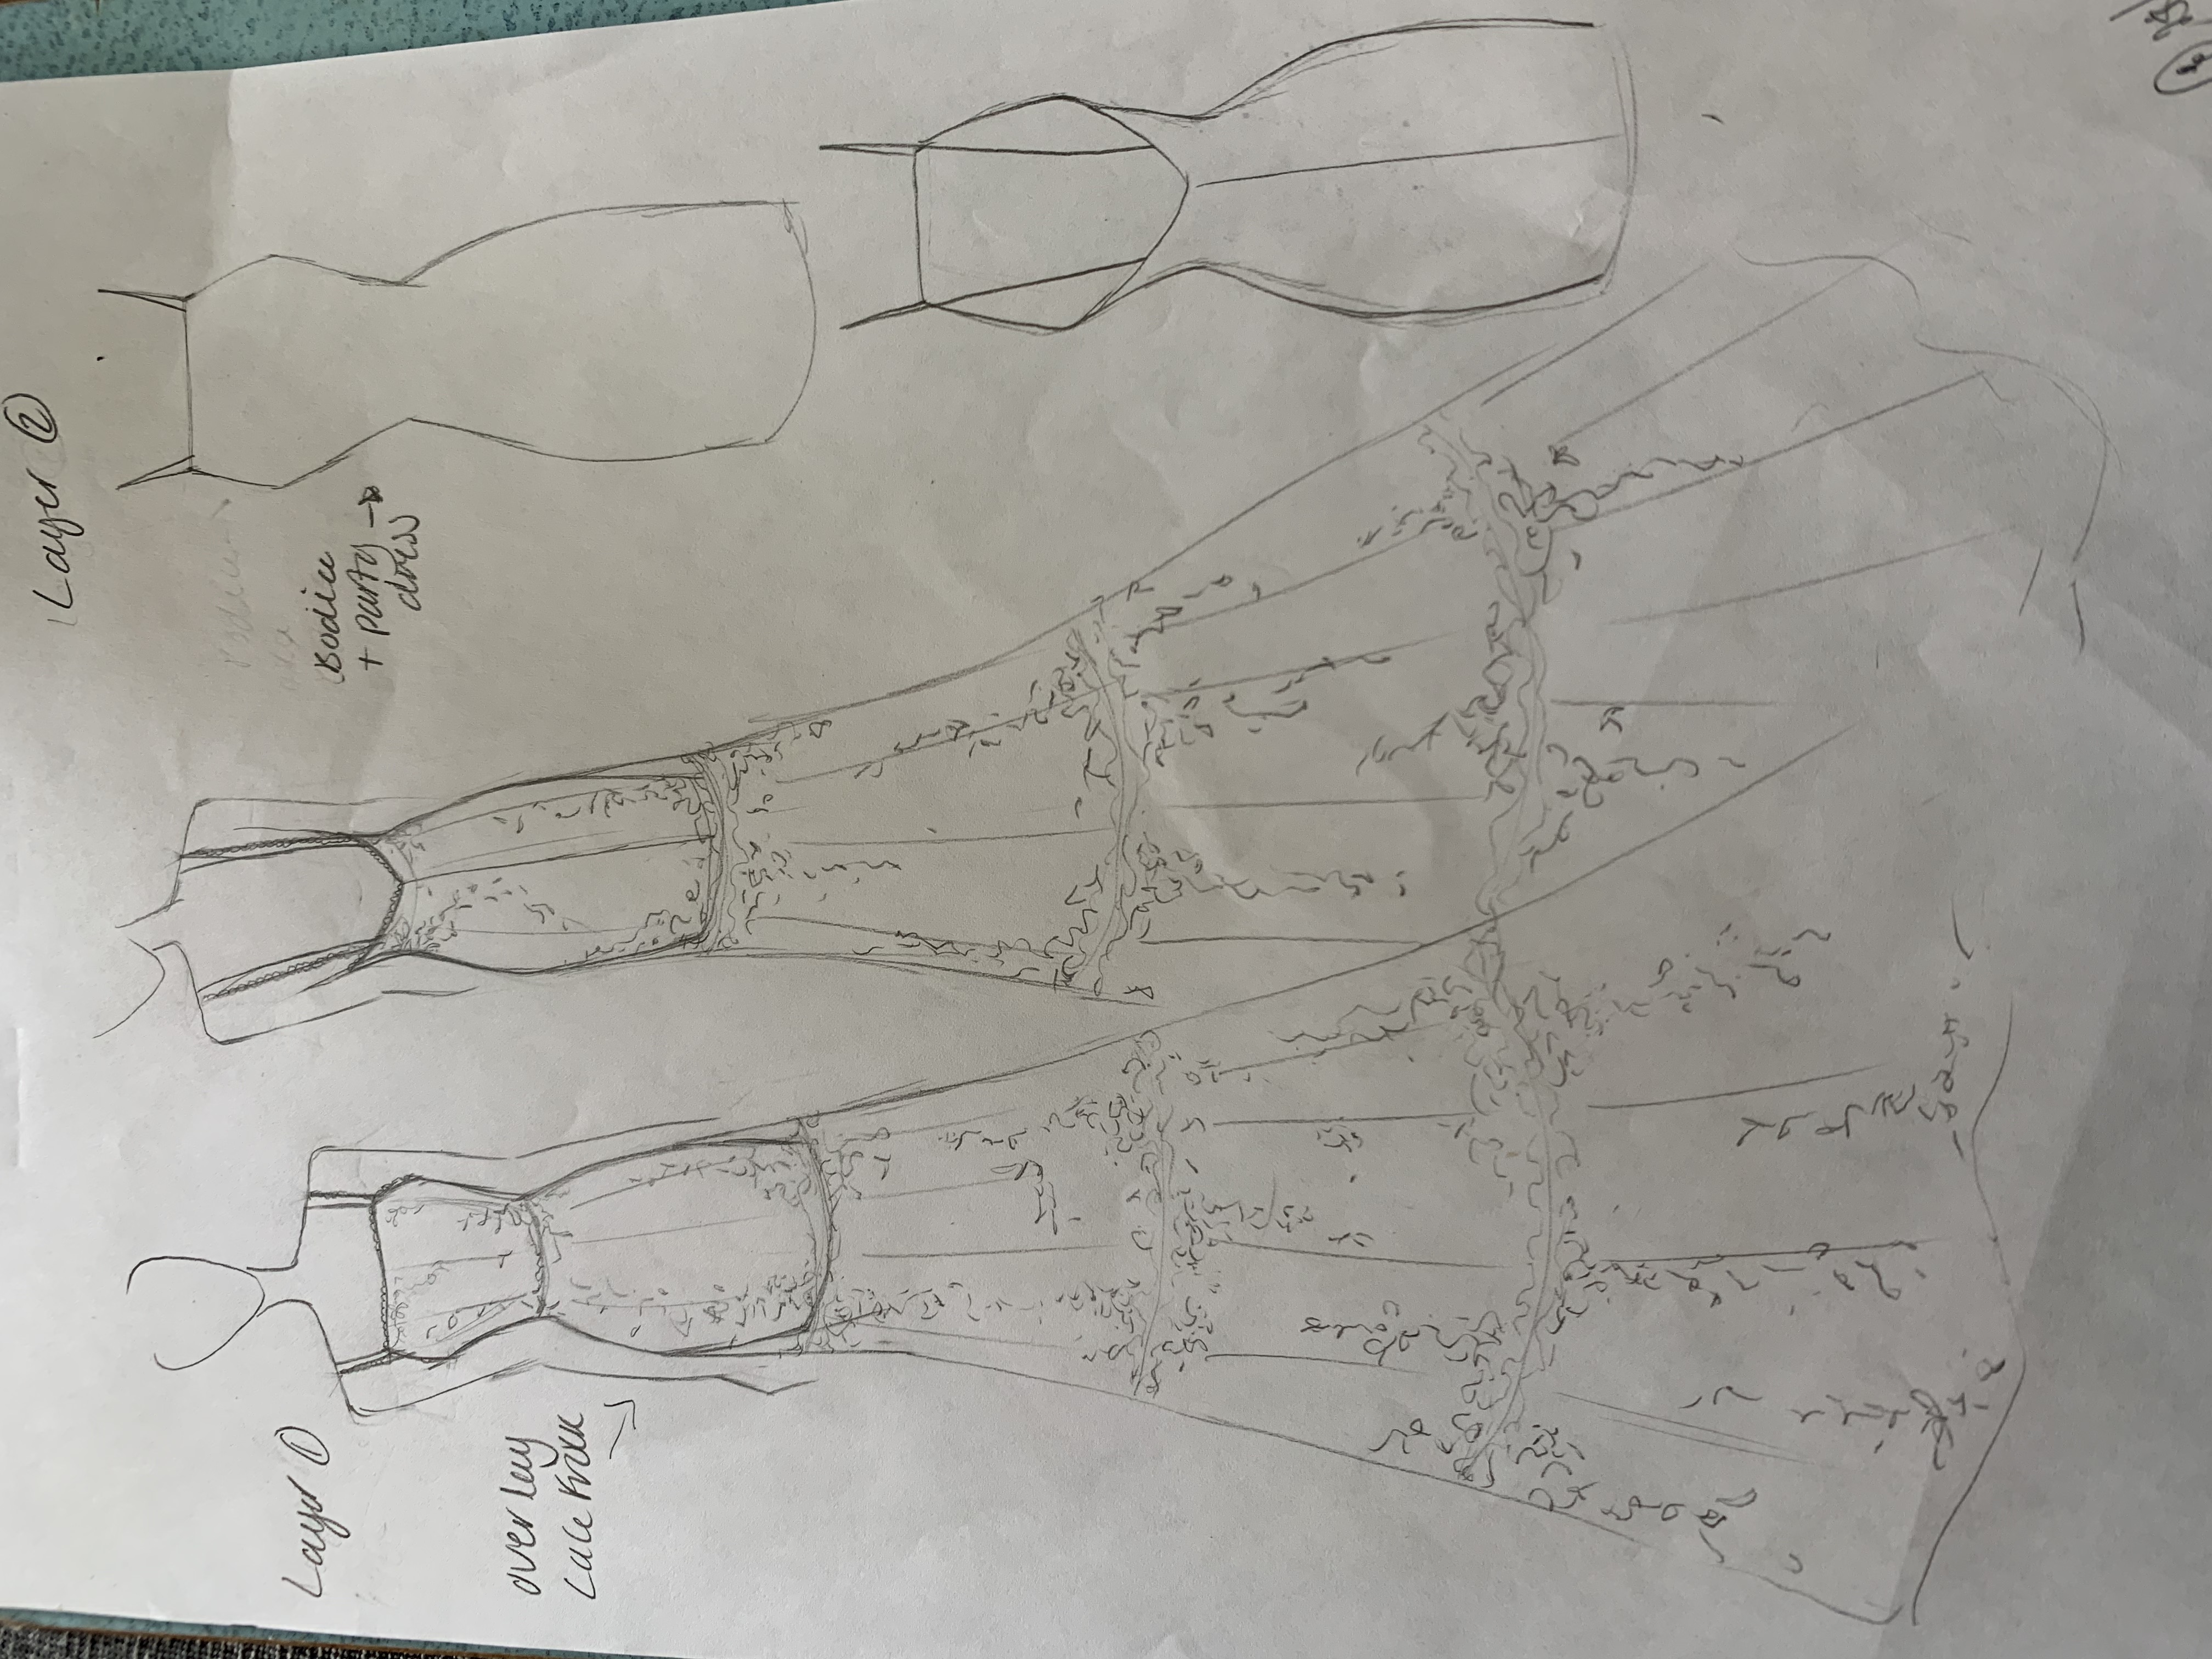 Layer ②
Layer ①
Bodice
+ party →
dress
over lay
Lace Frock